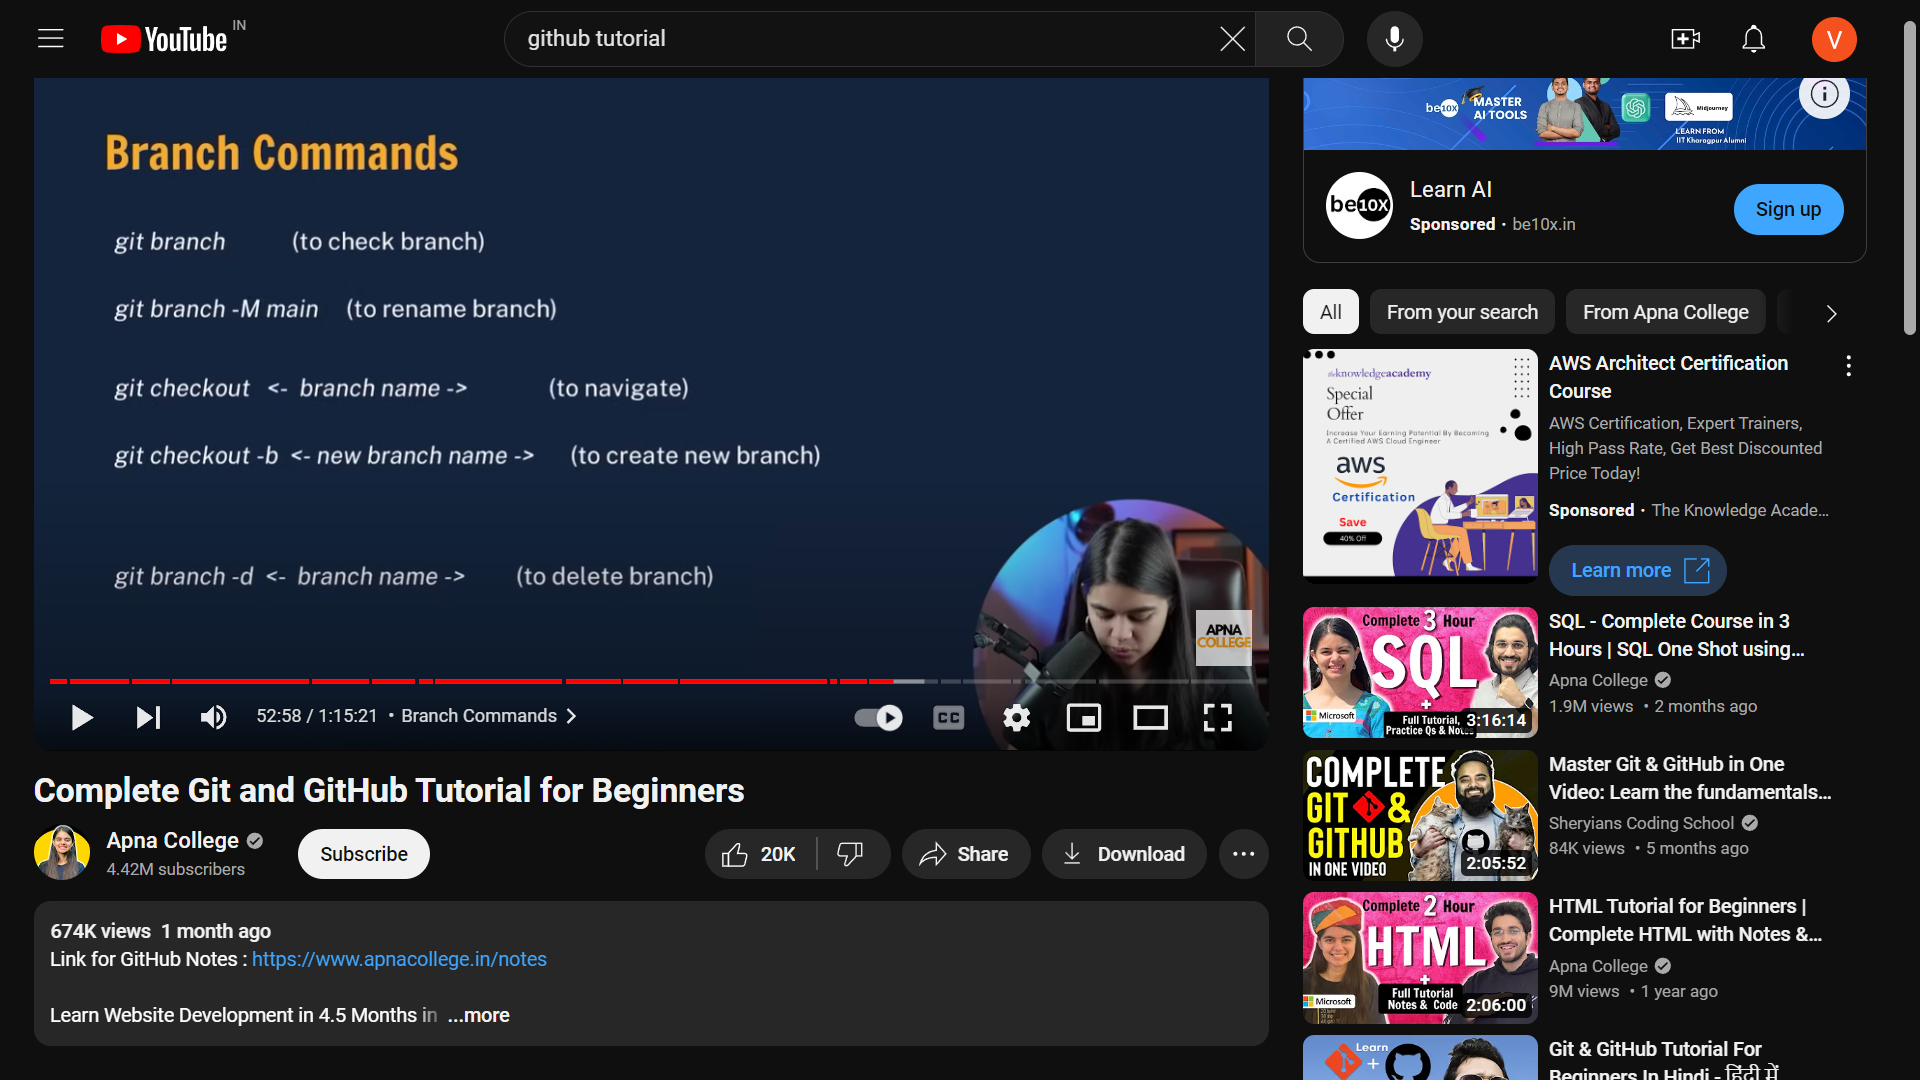 YouTube IN
github tutorial
V
Branch Commands
git branch (to check branch)
git branch -M main (to rename branch)
git checkout <- branch name -> (to navigate)
git checkout -b <- new branch name -> (to create new branch)
git branch -d <- branch name -> (to delete branch)
APNA
COLLEGE
52:58 / 1:15:21 • Branch Commands
CC
Complete Git and GitHub Tutorial for Beginners
Apna College
4.42M subscribers
Subscribe
20K
Share
Download
674K views 1 month ago
Link for GitHub Notes : https://www.apnacollege.in/notes
Learn Website Development in 4.5 Months in ...more
be10x
MASTER
AI TOOLS
Midjourney
LEARN FROM
IIT Kharagpur Alumni
be10x
Learn AI
Sponsored • be10x.in
Sign up
All
From your search
From Apna College
theknowledgeacademy
Special
Offer
Increase Your Earning Potential By Becoming
A Certified AWS Cloud Engineer
aws
Certification
Save
40% Off
AWS Architect Certification
Course
AWS Certification, Expert Trainers,
High Pass Rate, Get Best Discounted
Price Today!
Sponsored • The Knowledge Acade...
Learn more
Complete 3 Hour
SQL
+
Microsoft
Full Tutorial,
Practice Qs & Notes
3:16:14
SQL - Complete Course in 3
Hours | SQL One Shot using...
Apna College
1.9M views • 2 months ago
COMPLETE
GIT &
GITHUB
IN ONE VIDEO
2:05:52
Master Git & GitHub in One
Video: Learn the fundamentals...
Sheryians Coding School
84K views • 5 months ago
Complete 2 Hour
HTML
+
Microsoft
Full Tutorial
Notes & Code
2:06:00
HTML Tutorial for Beginners |
Complete HTML with Notes &...
Apna College
9M views • 1 year ago
Learn
+
Git & GitHub Tutorial For
Beginners In Hindi - हिंदी में